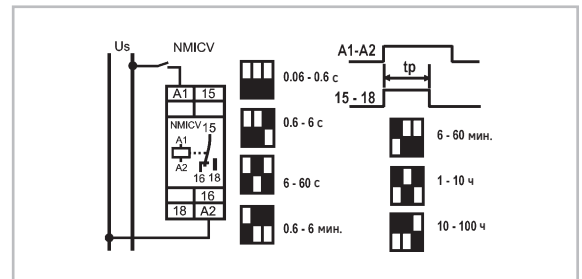 Us NMICV
A1 15
NMICV 15
A1
A2
16 18
16
18 A2
0.06 - 0.6 с
0.6 - 6 с
6 - 60 с
0.6 - 6 мин.
A1-A2
tp
15 - 18
6 - 60 мин.
1 - 10 ч
10 - 100 ч